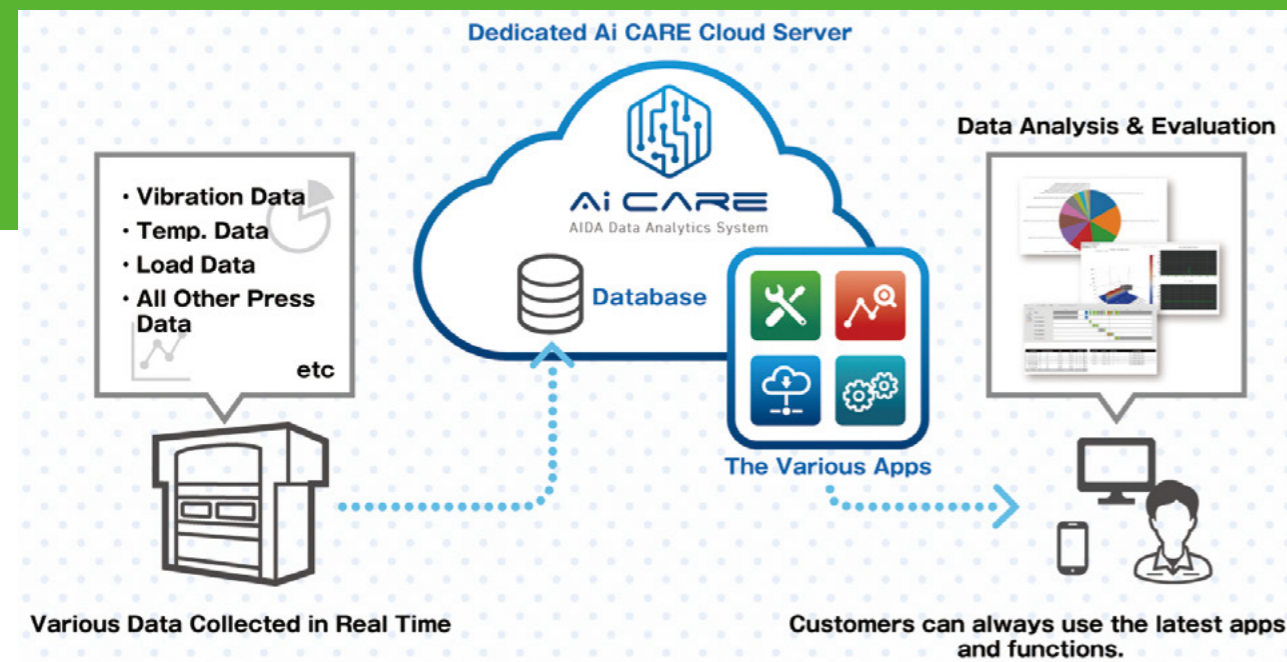 Dedicated Ai CARE Cloud Server
Data Analysis & Evaluation
・Vibration Data
・Temp. Data
・Load Data
・All Other Press
Data
etc
Ai CARE
AIDA Data Analytics System
Database
The Various Apps
Various Data Collected in Real Time
Customers can always use the latest apps
and functions.